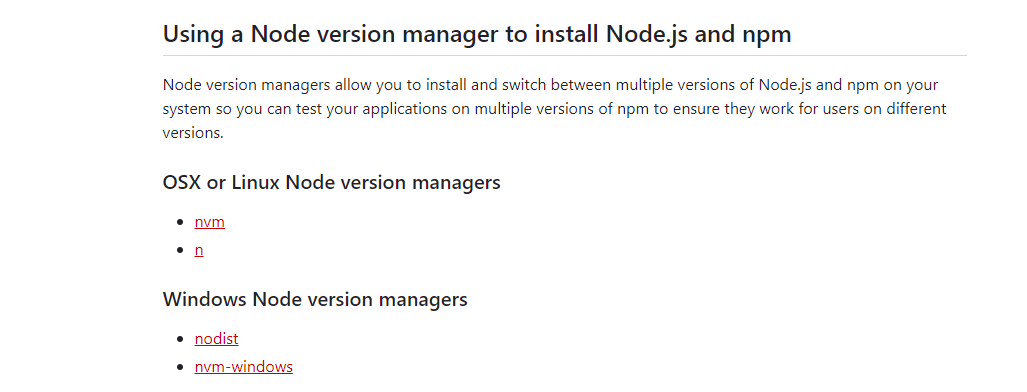 Using a Node version manager to install Node.js and npm
Node version managers allow you to install and switch between multiple versions of Node.js and npm on your
system so you can test your applications on multiple versions of npm to ensure they work for users on different
versions.
OSX or Linux Node version managers
nvm
n
Windows Node version managers
nodist
nvm-windows